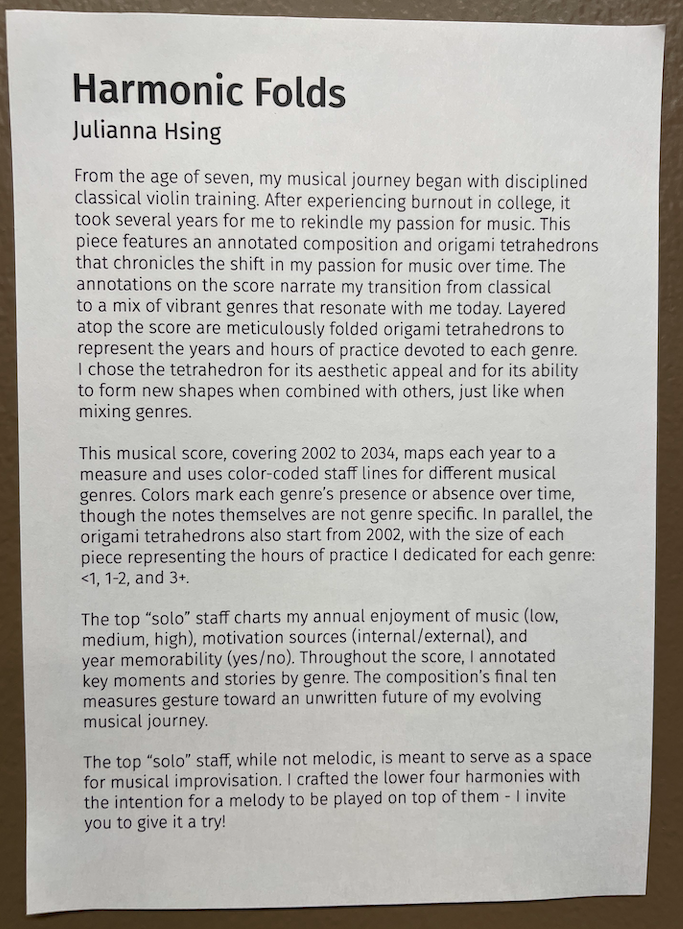 Harmonic Folds
Julianna Hsing
From the age of seven, my musical journey began with disciplined
classical violin training. After experiencing burnout in college, it
took several years for me to rekindle my passion for music. This
piece features an annotated composition and origami tetrahedrons
that chronicles the shift in my passion for music over time. The
annotations on the score narrate my transition from classical
to a mix of vibrant genres that resonate with me today. Layered
atop the score are meticulously folded origami tetrahedrons to
represent the years and hours of practice devoted to each genre.
I chose the tetrahedron for its aesthetic appeal and for its ability
to form new shapes when combined with others, just like when
mixing genres.
This musical score, covering 2002 to 2034, maps each year to a
measure and uses color-coded staff lines for different musical
genres. Colors mark each genre's presence or absence over time,
though the notes themselves are not genre specific. In parallel, the
origami tetrahedrons also start from 2002, with the size of each
piece representing the hours of practice I dedicated for each genre:
<1, 1-2, and 3+.
The top “solo” staff charts my annual enjoyment of music (low,
medium, high), motivation sources (internal/external), and
year memorability (yes/no). Throughout the score, I annotated
key moments and stories by genre. The composition's final ten
measures gesture toward an unwritten future of my evolving
musical journey.
The top “solo” staff, while not melodic, is meant to serve as a space
for musical improvisation. I crafted the lower four harmonies with
the intention for a melody to be played on top of them - I invite
you to give it a try!